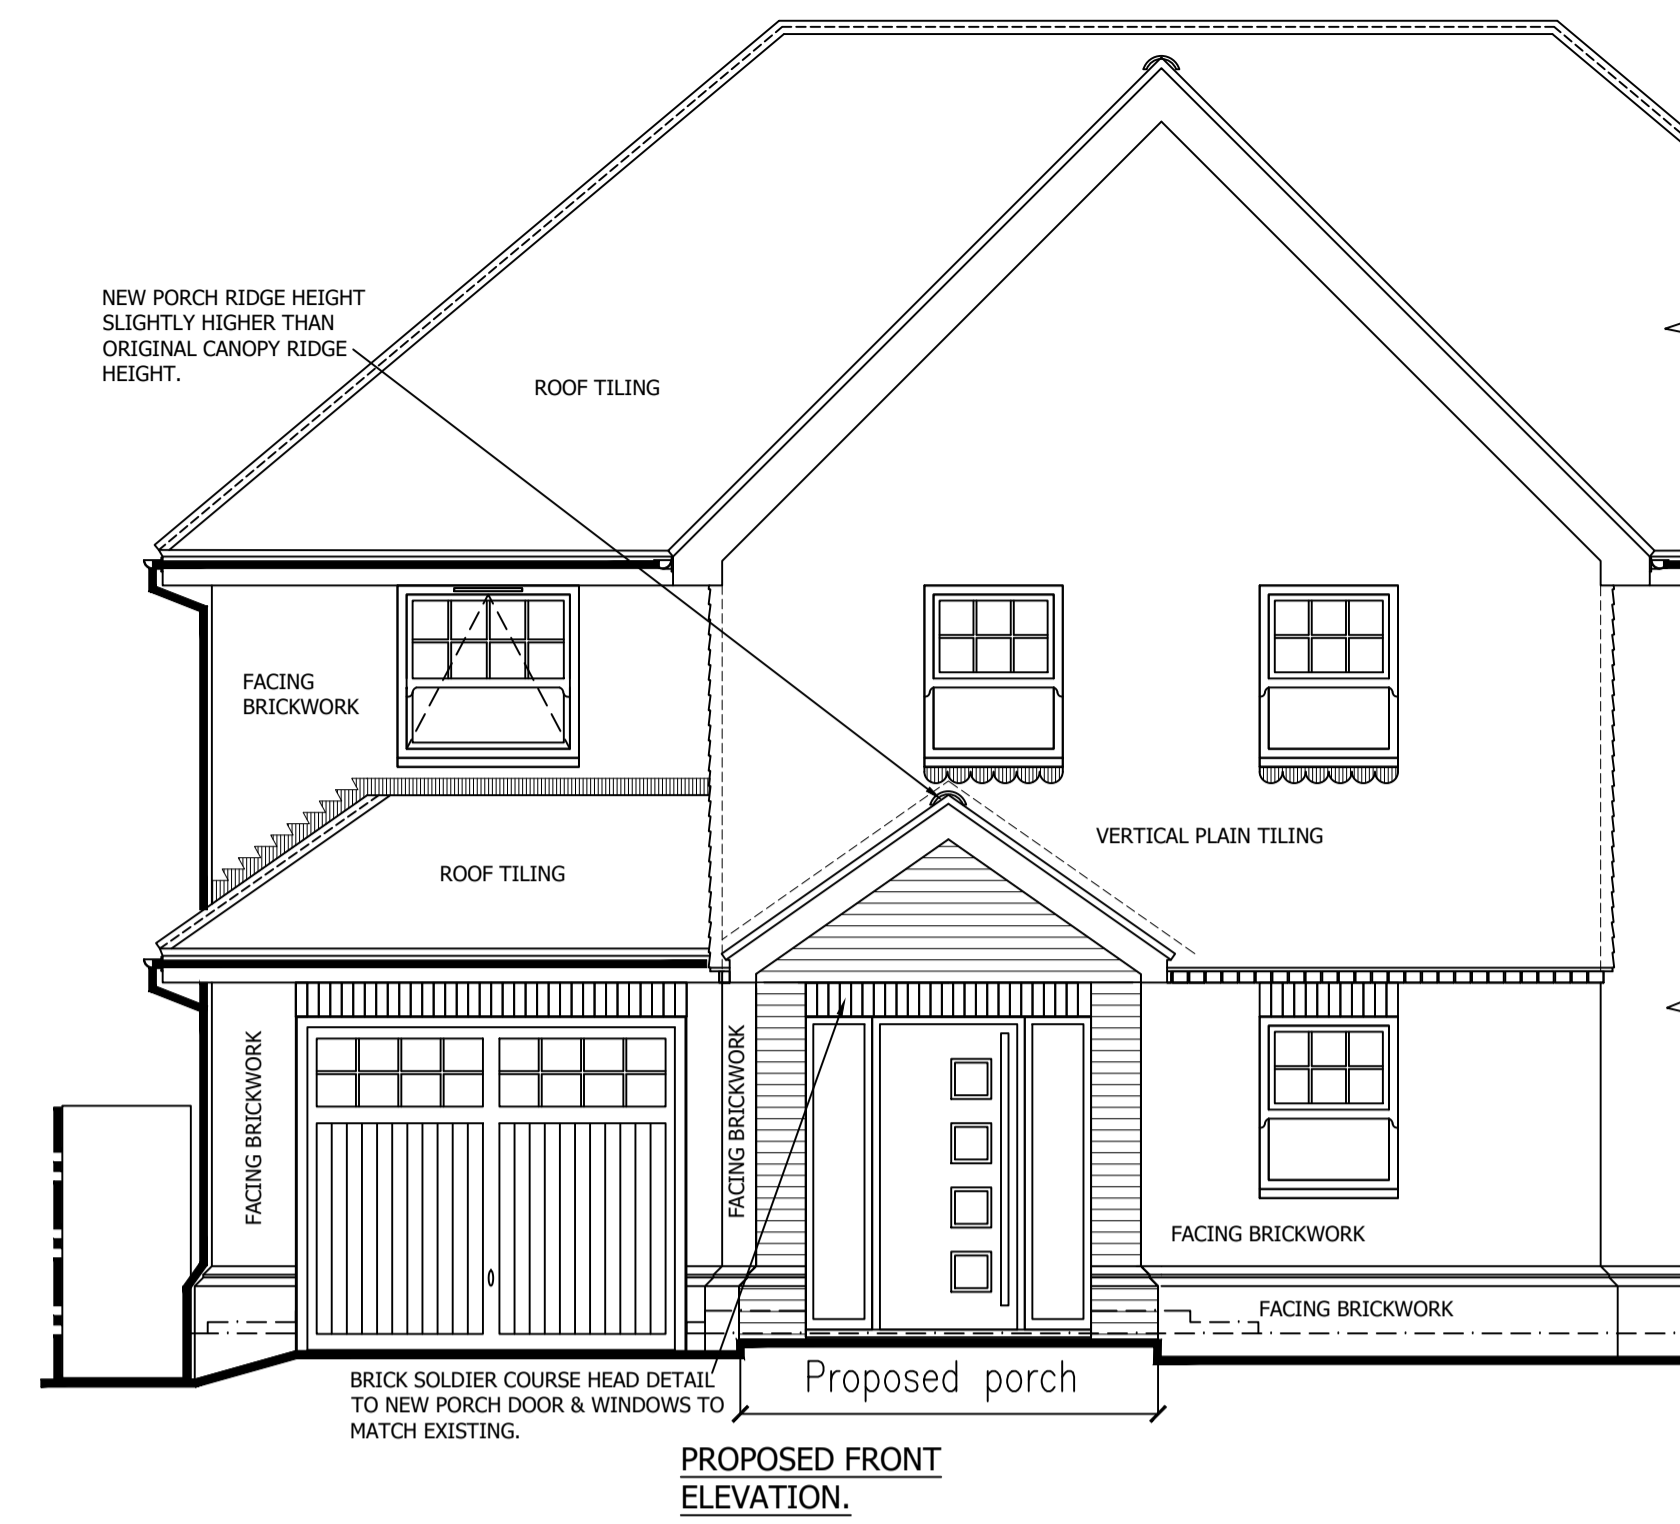 NEW PORCH RIDGE HEIGHT
SLIGHTLY HIGHER THAN
ORIGINAL CANOPY RIDGE
HEIGHT.
ROOF TILING
FACING
BRICKWORK
VERTICAL PLAIN TILING
ROOF TILING
FACING BRICKWORK
FACING BRICKWORK
FACING BRICKWORK
FACING BRICKWORK
BRICK SOLDIER COURSE HEAD DETAIL
TO NEW PORCH DOOR & WINDOWS TO
MATCH EXISTING.
Proposed porch
PROPOSED FRONT
ELEVATION.